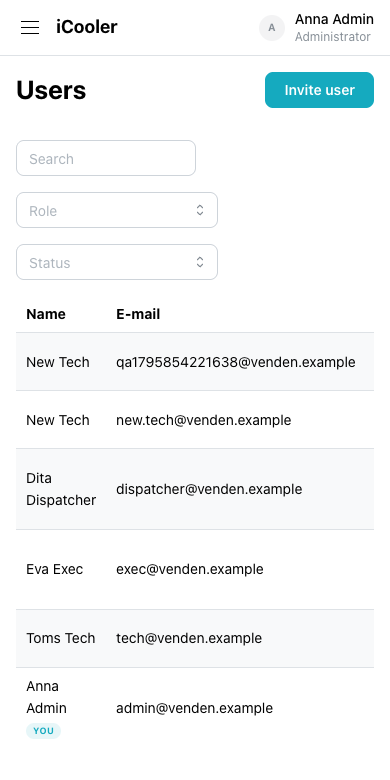 iCooler
A
Anna Admin
Administrator
Users
Invite user
Search
Role
Status
Name E-mail
New Tech qa1795854221638@venden.example
New Tech new.tech@venden.example
Dita
Dispatcher
dispatcher@venden.example
Eva Exec exec@venden.example
Toms Tech tech@venden.example
Anna
Admin
YOU
admin@venden.example